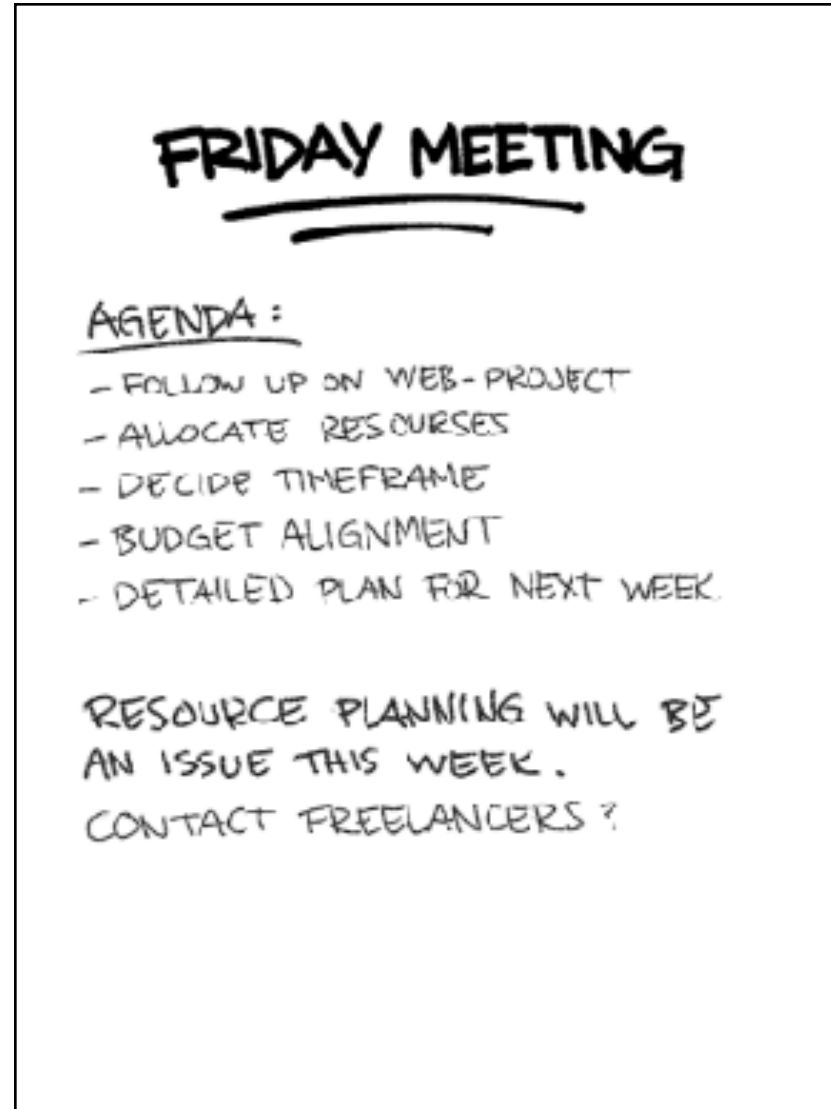 FRIDAY MEETING
AGENDA:
- FOLLOW UP ON WEB-PROJECT
- ALLOCATE RESOURSES
- DECIDE TIMEFRAME
- BUDGET ALIGNMENT
- DETAILED PLAN FOR NEXT WEEK
RESOURCE PLANNING WILL BE
AN ISSUE THIS WEEK.
CONTACT FREELANCERS?